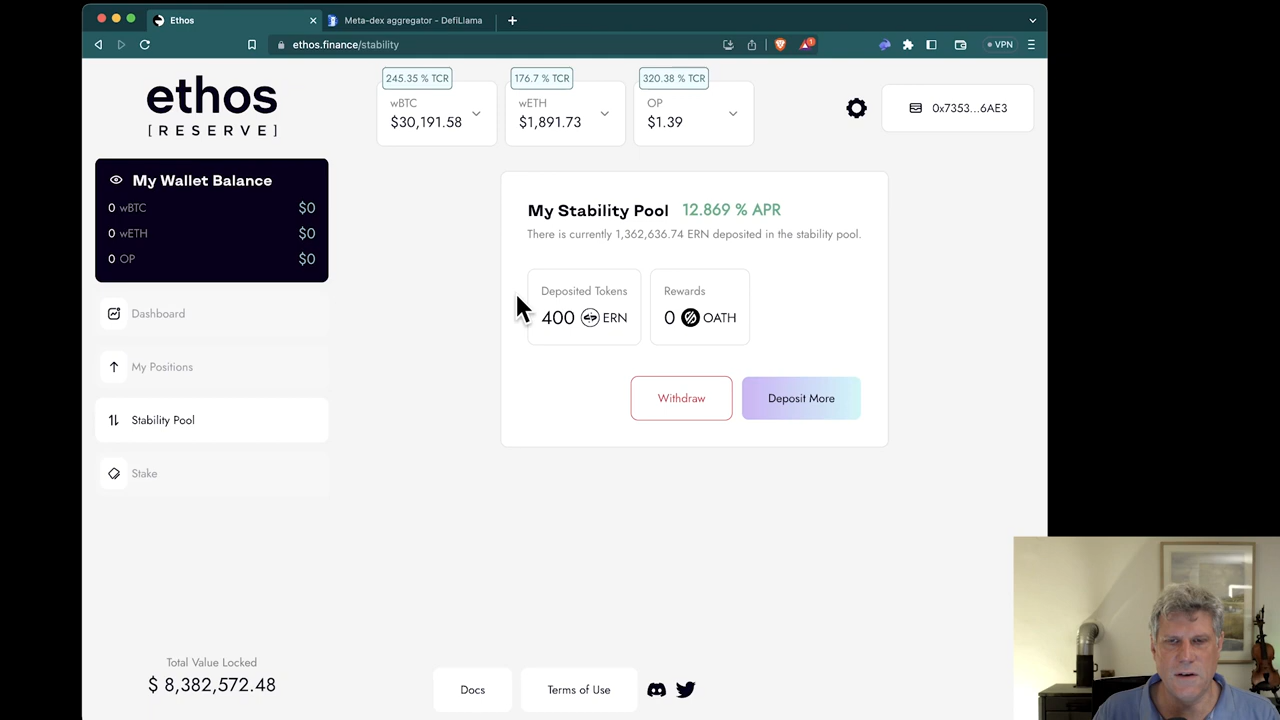 Ethos
Meta-dex aggregator - DefiLlama
ethos.finance/stability
1
VPN
ethos
[RESERVE]
245.35 % TCR
wBTC
$30,191.58
176.7 % TCR
wETH
$1,891.73
320.38 % TCR
OP
$1.39
0x7353...6AE3
My Wallet Balance
0 wBTC $0
0 wETH $0
0 OP $0
Dashboard
My Positions
Stability Pool
Stake
My Stability Pool 12.869 % APR
There is currently 1,362,636.74 ERN deposited in the stability pool.
Deposited Tokens
400 ERN
Rewards
0 OATH
Withdraw
Deposit More
Total Value Locked
$ 8,382,572.48
Docs
Terms of Use